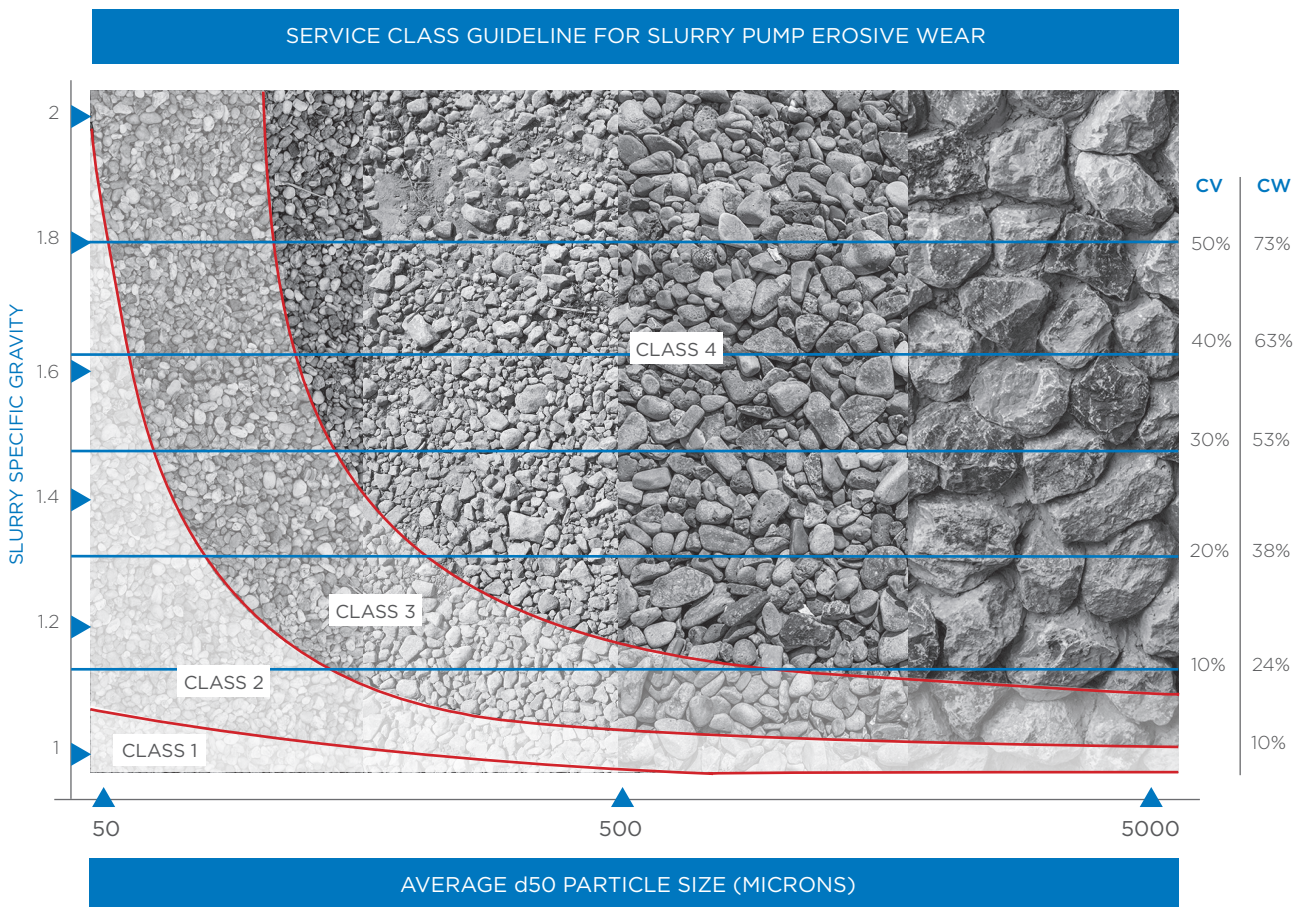 SERVICE CLASS GUIDELINE FOR SLURRY PUMP EROSIVE WEAR
SLURRY SPECIFIC GRAVITY
2
1.8
1.6
1.4
1.2
1
CV CW
50% 73%
40% 63%
30% 53%
20% 38%
10% 24%
10%
CLASS 4
CLASS 3
CLASS 2
CLASS 1
50 500 5000
AVERAGE d50 PARTICLE SIZE (MICRONS)